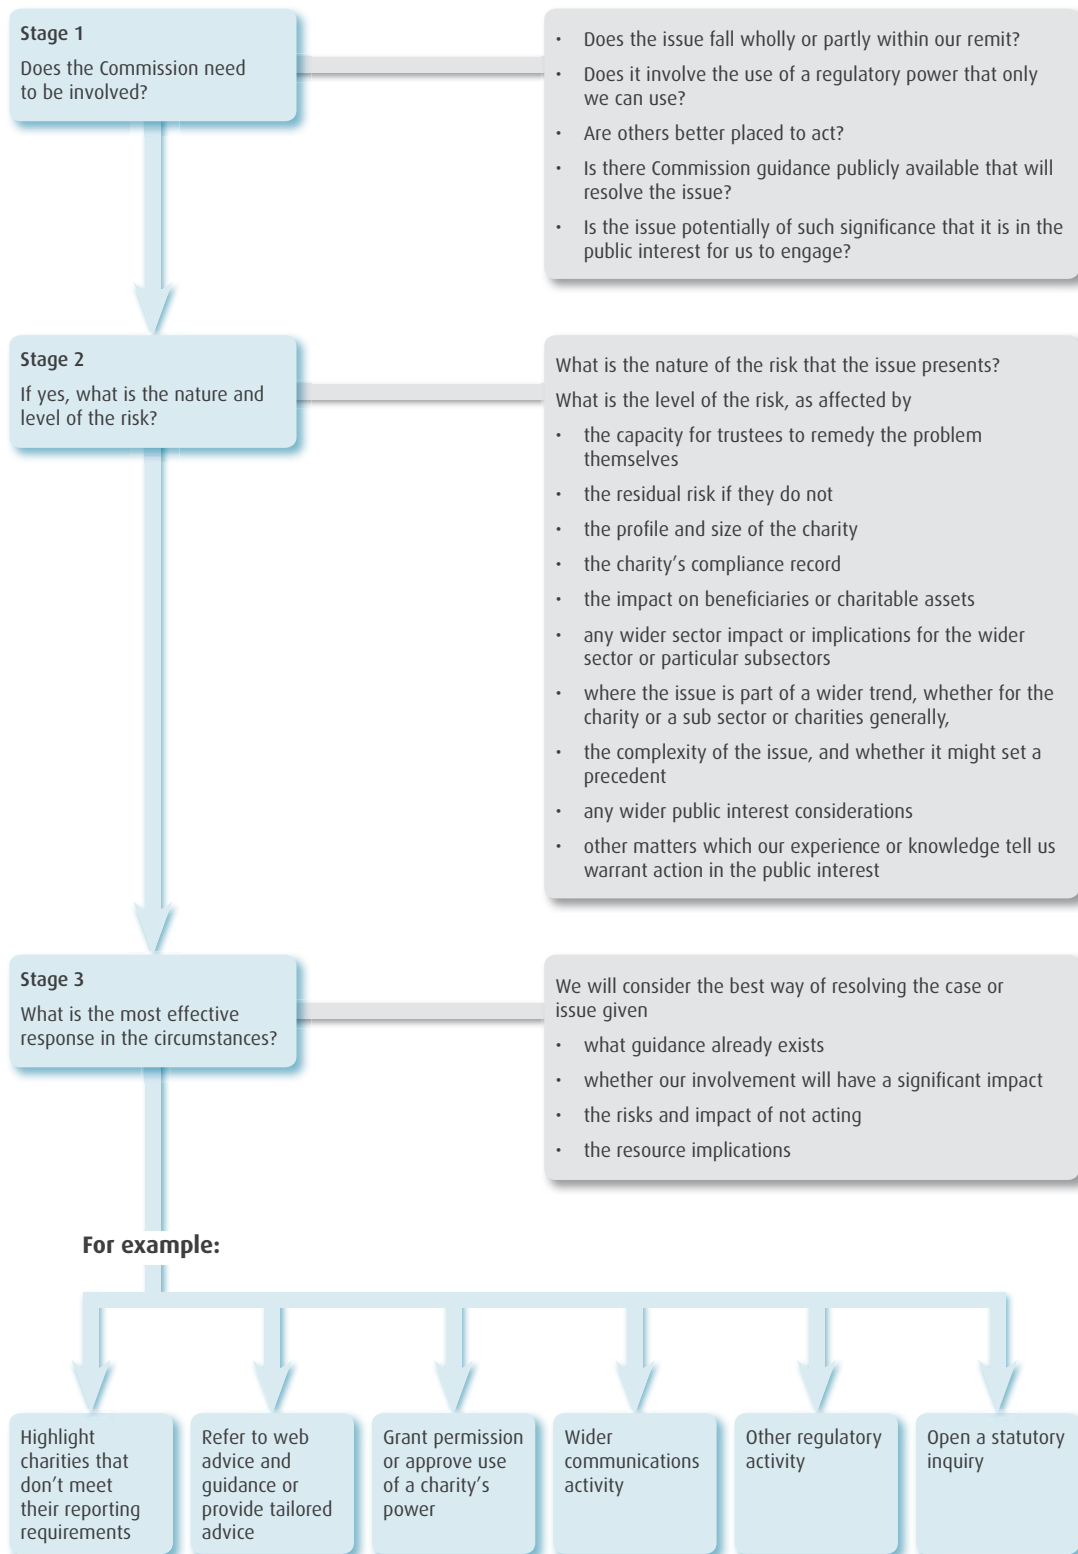 Stage 1
Does the Commission need
to be involved?
• Does the issue fall wholly or partly within our remit?
• Does it involve the use of a regulatory power that only
we can use?
• Are others better placed to act?
• Is there Commission guidance publicly available that will
resolve the issue?
• Is the issue potentially of such significance that it is in the
public interest for us to engage?
Stage 2
If yes, what is the nature and
level of the risk?
What is the nature of the risk that the issue presents?
What is the level of the risk, as affected by
• the capacity for trustees to remedy the problem
themselves
• the residual risk if they do not
• the profile and size of the charity
• the charity's compliance record
• the impact on beneficiaries or charitable assets
• any wider sector impact or implications for the wider
sector or particular subsectors
• where the issue is part of a wider trend, whether for the
charity or a sub sector or charities generally,
• the complexity of the issue, and whether it might set a
precedent
• any wider public interest considerations
• other matters which our experience or knowledge tell us
warrant action in the public interest
Stage 3
What is the most effective
response in the circumstances?
We will consider the best way of resolving the case or
issue given
• what guidance already exists
• whether our involvement will have a significant impact
• the risks and impact of not acting
• the resource implications
For example:
Highlight
charities that
don't meet
their reporting
requirements
Refer to web
advice and
guidance or
provide tailored
advice
Grant permission
or approve use
of a charity's
power
Wider
communications
activity
Other regulatory
activity
Open a statutory
inquiry